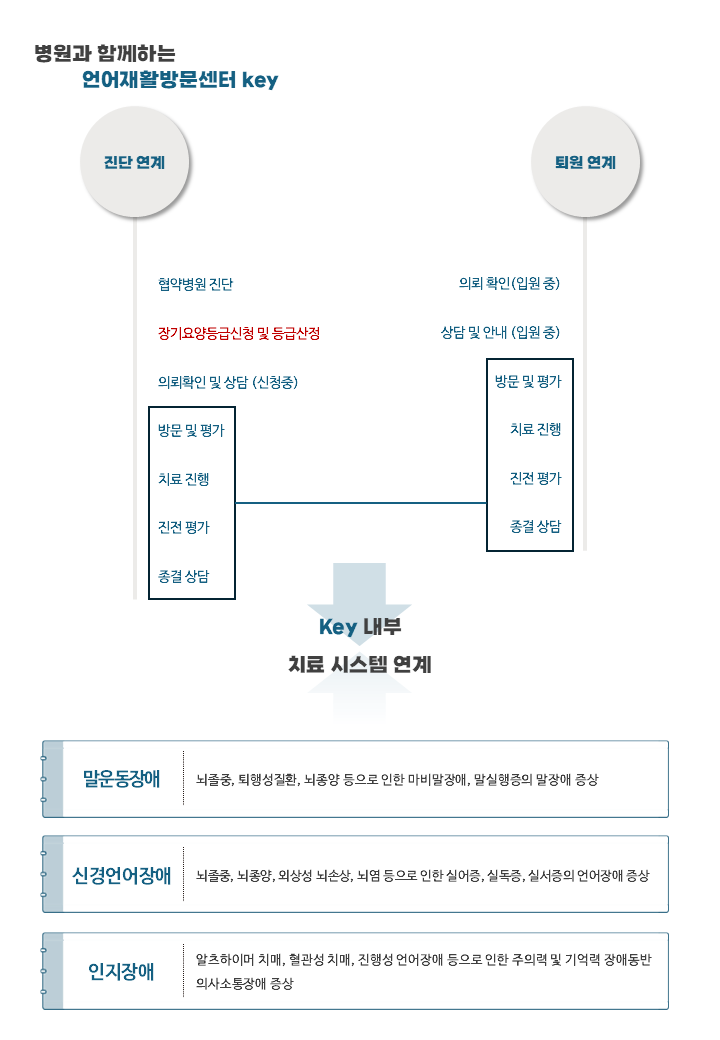 병원과 함께하는
언어재활방문센터 key
진단 연계
퇴원 연계
협약병원 진단
장기요양등급신청 및 등급산정
의뢰확인 및 상담 (신청중)
방문 및 평가
치료 진행
진전 평가
종결 상담
의뢰 확인(입원 중)
상담 및 안내 (입원 중)
방문 및 평가
치료 진행
진전 평가
종결 상담
Key 내부
치료 시스템 연계
말운동장애
뇌졸중, 퇴행성질환, 뇌종양 등으로 인한 마비말장애, 말실행증의 말장애 증상
신경언어장애
뇌졸중, 뇌종양, 외상성 뇌손상, 뇌염 등으로 인한 실어증, 실독증, 실서증의 언어장애 증상
인지장애
알츠하이머 치매, 혈관성 치매, 진행성 언어장애 등으로 인한 주의력 및 기억력 장애동반
의사소통장애 증상